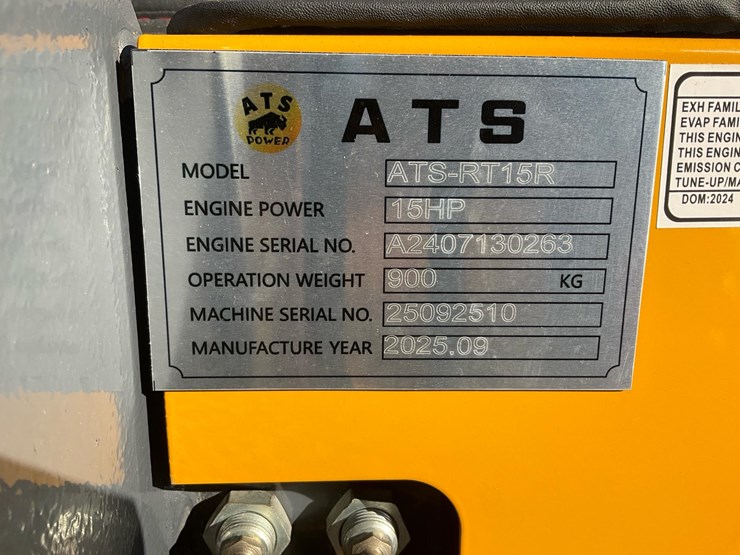 ATS
POWER
ATS
MODEL ATS-RT15R
ENGINE POWER 15HP
ENGINE SERIAL NO. A2407130263
OPERATION WEIGHT 900 KG
MACHINE SERIAL NO. 25092510
MANUFACTURE YEAR 2025.09
EXH FAMIL
EVAP FAMI
THIS ENGIN
THIS ENGIN
EMISSION C
TUNE-UP/MA
DOM:2024